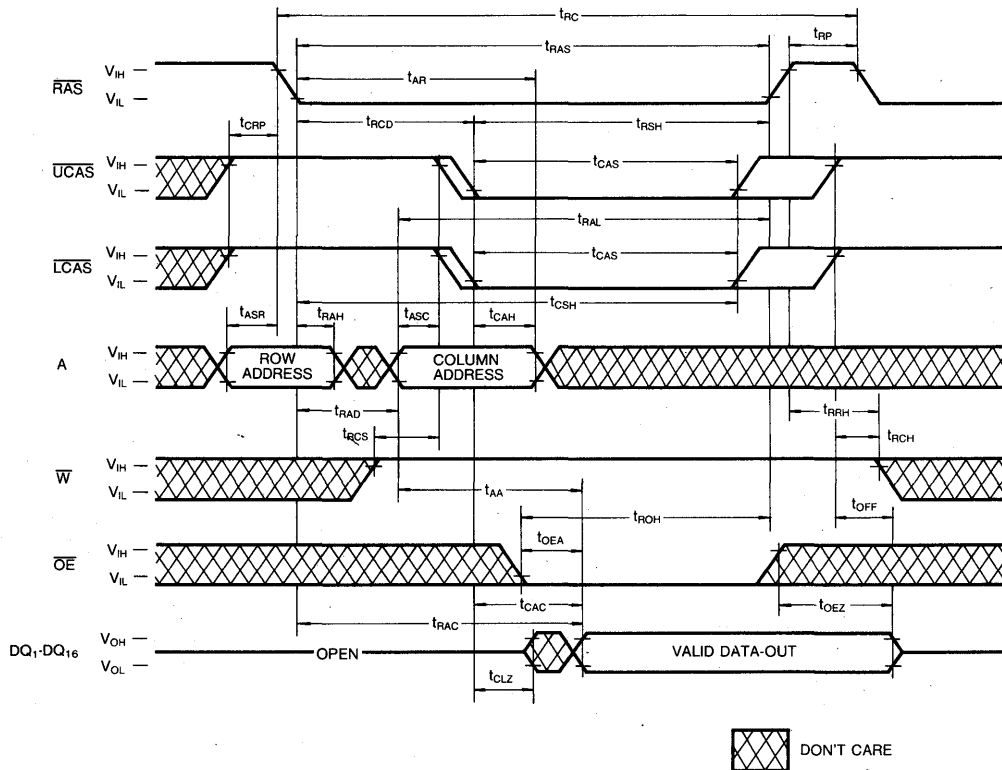 tRC
tRP
tRAS
tAR
RAS
VIH
VIL
tCRP
tRCD
tRSH
UCAS
VIH
VIL
tCAS
tRAL
LCAS
VIH
VIL
tCAS
tCSH
tASR
tRAH
tASC
tCAH
A
VIH
VIL
ROW
ADDRESS
COLUMN
ADDRESS
tRAD
tRRH
tRCS
tRCH
W
VIH
VIL
tAA
tOFF
tROH
OE
VIH
VIL
tOEA
tCAC
tOEZ
tRAC
DQ1-DQ16
VOH
VOL
OPEN
VALID DATA-OUT
tCLZ
DON'T CARE